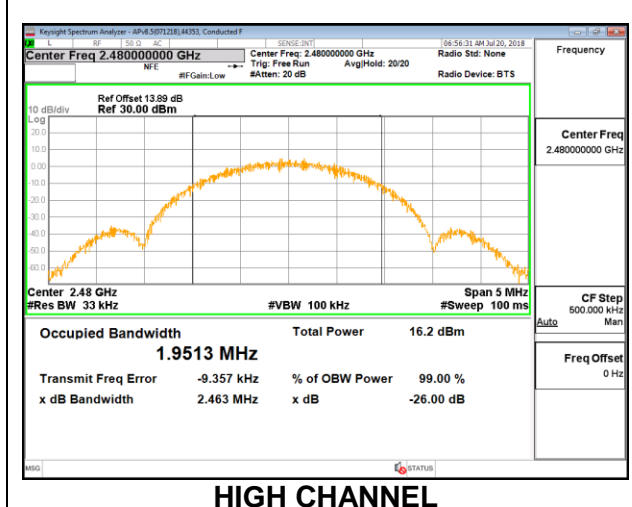 Keysight Spectrum Analyzer - APv8.5(071218),44353, Conducted F
L RF 50 Ω AC SENSE:INT 06:56:31 AM Jul 20, 2018
Center Freq 2.480000000 GHz Center Freq: 2.480000000 GHz Radio Std: None
NFE Trig: Free Run Avg|Hold: 20/20
#IFGain:Low #Atten: 20 dB Radio Device: BTS
Frequency
Ref Offset 13.89 dB
10 dB/div Ref 30.00 dBm
Log
20.0
10.0
0.00
-10.0
-20.0
-30.0
-40.0
-50.0
-60.0
Center Freq
2.480000000 GHz
Center 2.48 GHz Span 5 MHz
#Res BW 33 kHz #VBW 100 kHz #Sweep 100 ms
CF Step
500.000 kHz
Auto Man
Occupied Bandwidth Total Power 16.2 dBm
1.9513 MHz
Transmit Freq Error -9.357 kHz % of OBW Power 99.00 %
x dB Bandwidth 2.463 MHz x dB -26.00 dB
Freq Offset
0 Hz
MSG STATUS
HIGH CHANNEL